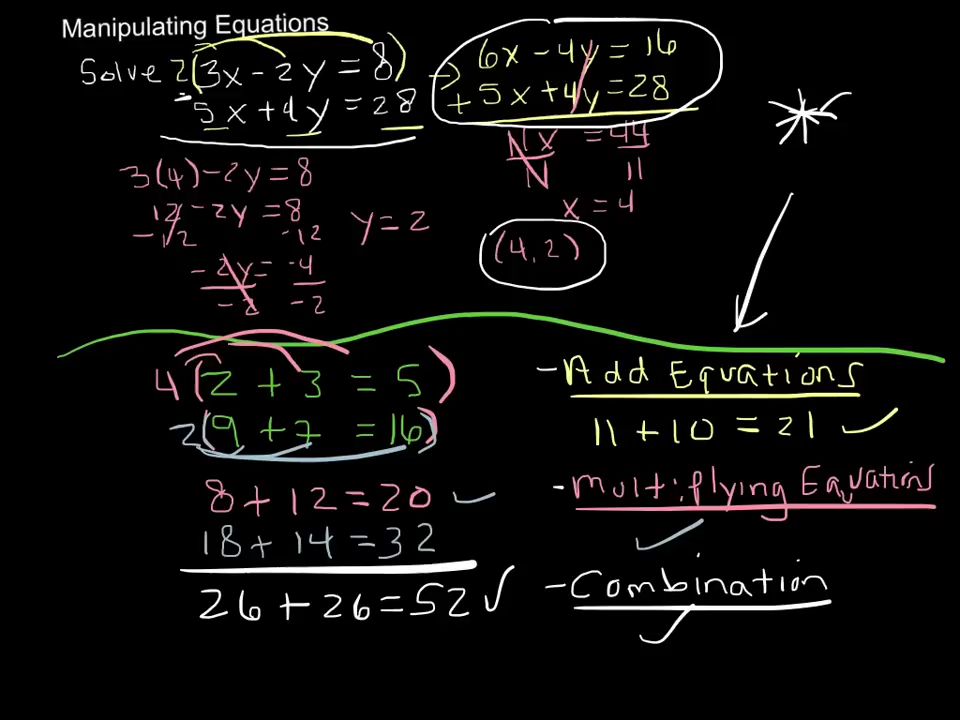 Manipulating Equations
Solve 2(3x - 2y = 8)
5x + 4y = 28
→ 6x - 4y = 16
+ 5x + 4y = 28
11x = 44
11 11
x = 4
(4, 2)
3(4) - 2y = 8
12 - 2y = 8
-12 -12
-2y = -4
-2 -2
y = 2
4(2 + 3 = 5)
2(9 + 7 = 16)
8 + 12 = 20 ✓
18 + 14 = 32
26 + 26 = 52 ✓
- Add Equations
11 + 10 = 21 ✓
- Multiplying Equations
✓
- Combination
✓